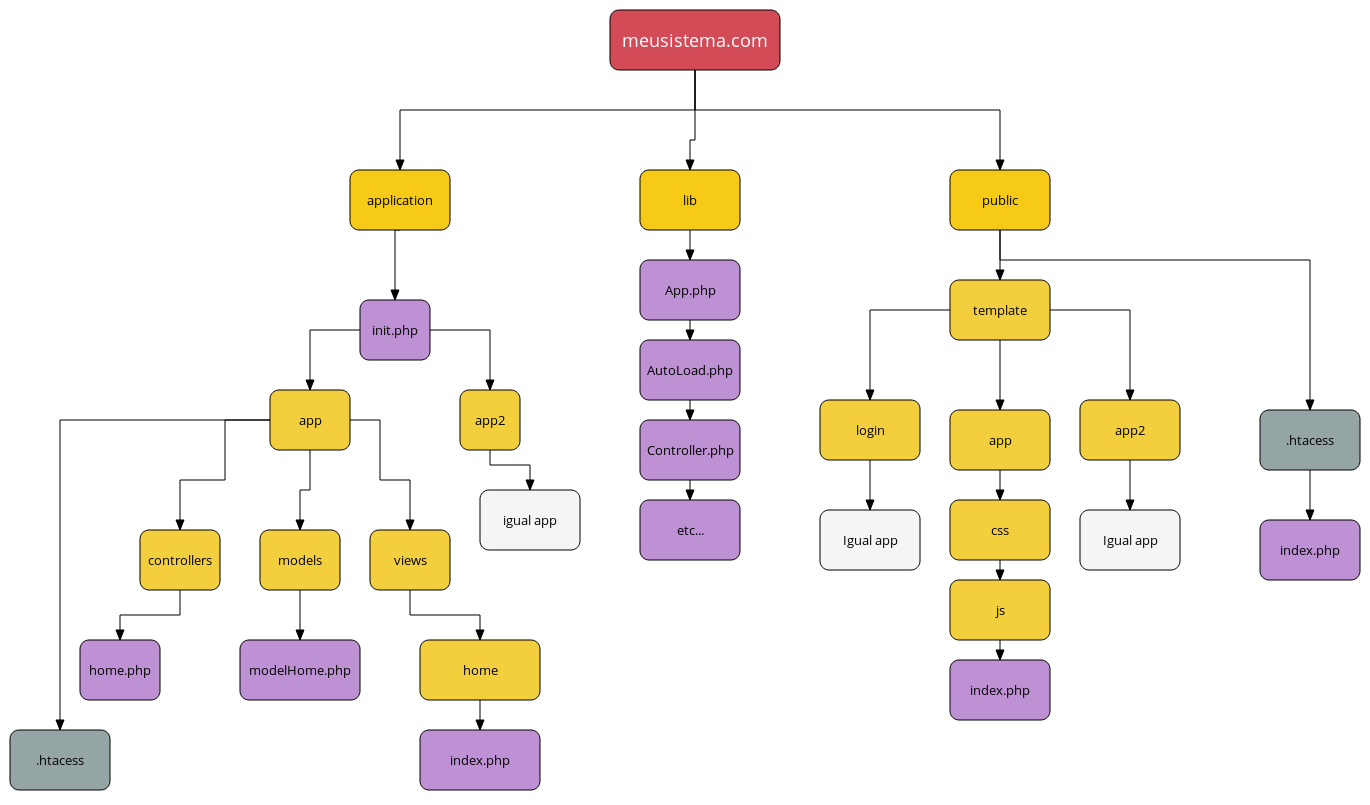 meusistema.com
application
lib
public
App.php
template
init.php
AutoLoad.php
app
app2
login
app
app2
.htacess
Controller.php
igual app
etc...
css
Igual app
Igual app
index.php
controllers
models
views
js
home.php
modelHome.php
home
index.php
.htacess
index.php